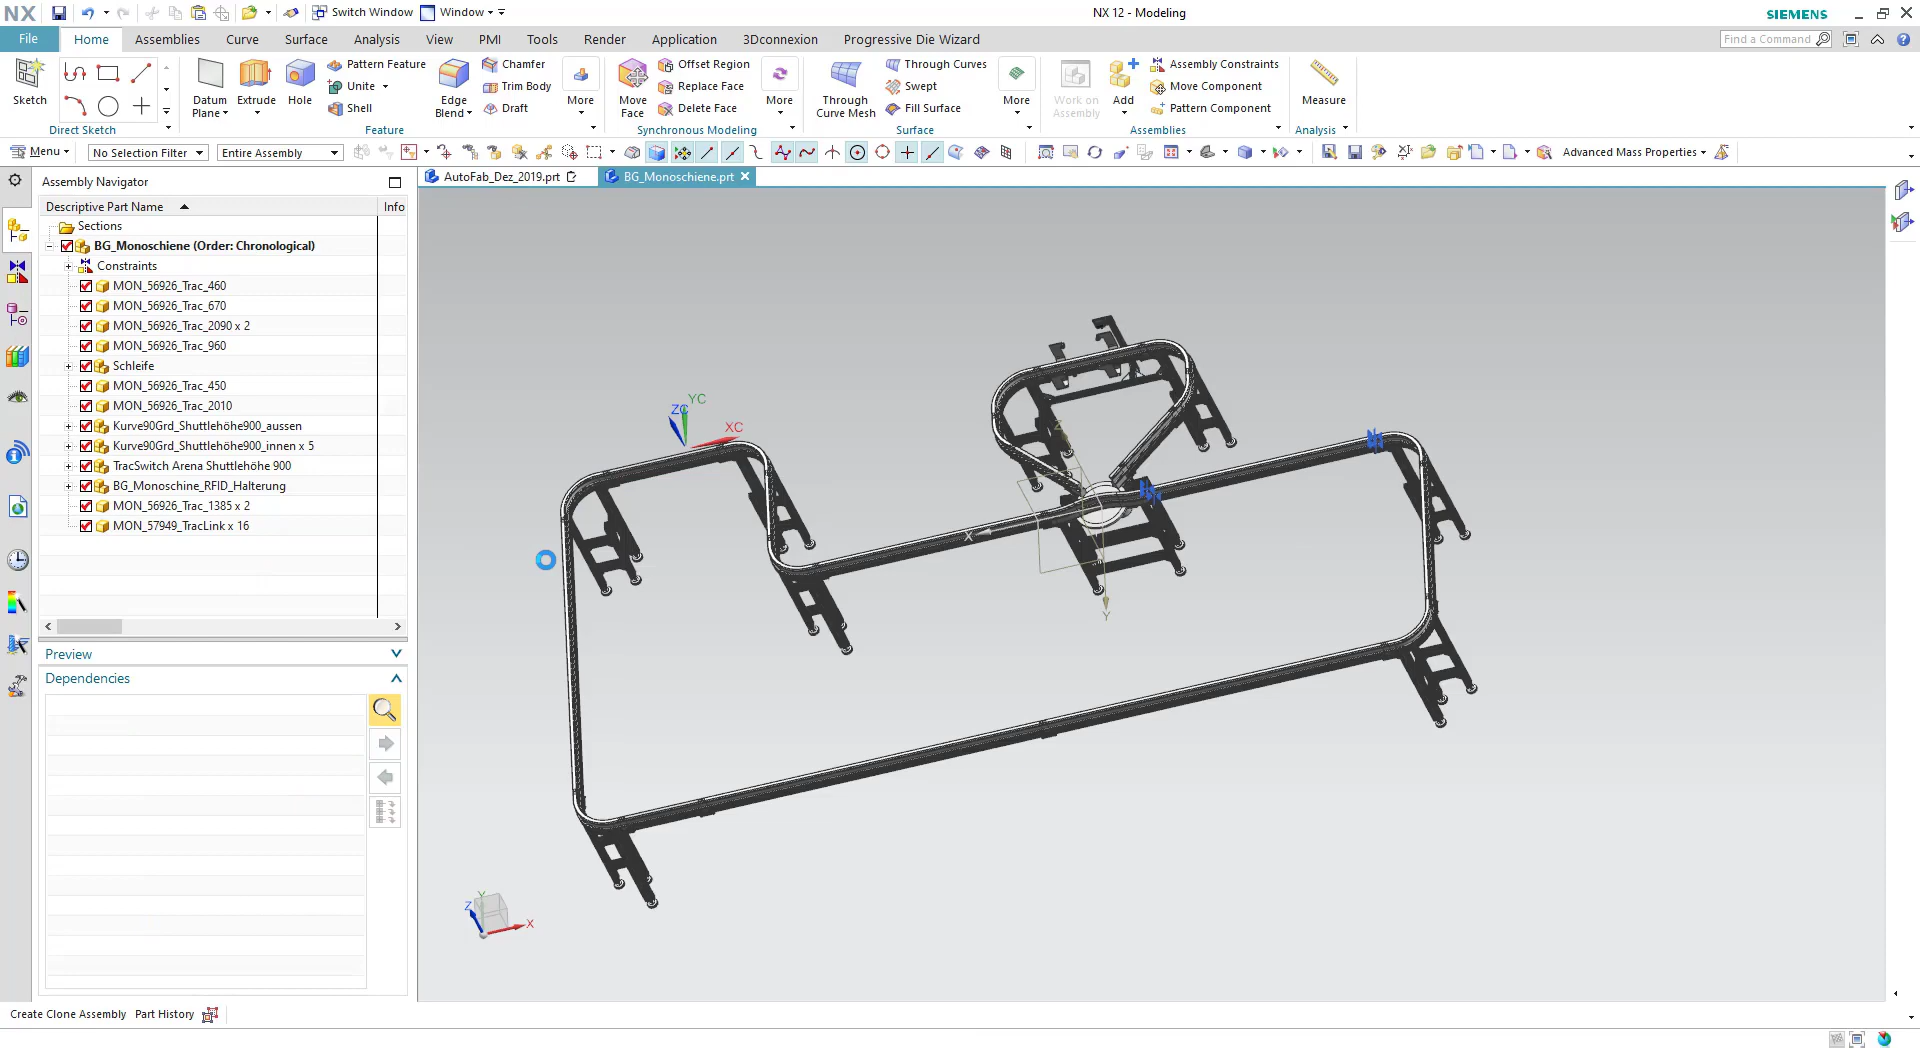 NX
Switch Window
Window
NX 12 - Modeling
SIEMENS
File
Home
Assemblies
Curve
Surface
Analysis
View
PMI
Tools
Render
Application
3Dconnexion
Progressive Die Wizard
Find a Command
Sketch
Direct Sketch
Datum
Plane
Extrude
Hole
Pattern Feature
Unite
Shell
Edge
Blend
Chamfer
Trim Body
Draft
More
Feature
Move
Face
Offset Region
Replace Face
Delete Face
More
Synchronous Modeling
Through
Curve Mesh
Through Curves
Swept
Fill Surface
More
Surface
Work on
Assembly
Add
Assembly Constraints
Move Component
Pattern Component
Assemblies
Measure
Analysis
Menu
No Selection Filter
Entire Assembly
Advanced Mass Properties
Assembly Navigator
AutoFab_Dez_2019.prt
BG_Monoschiene.prt
Descriptive Part Name
Info
Sections
BG_Monoschiene (Order: Chronological)
Constraints
MON_56926_Trac_460
MON_56926_Trac_670
MON_56926_Trac_2090 x 2
MON_56926_Trac_960
Schleife
MON_56926_Trac_450
MON_56926_Trac_2010
Kurve90Grd_Shuttlehöhe900_aussen
Kurve90Grd_Shuttlehöhe900_innen x 5
TracSwitch Arena Shuttlehöhe 900
BG_Monoschine_RFID_Halterung
MON_56926_Trac_1385 x 2
MON_57949_TracLink x 16
Preview
Dependencies
YC
ZC
XC
Z
X
Y
Y
Z
X
Create Clone Assembly
Part History